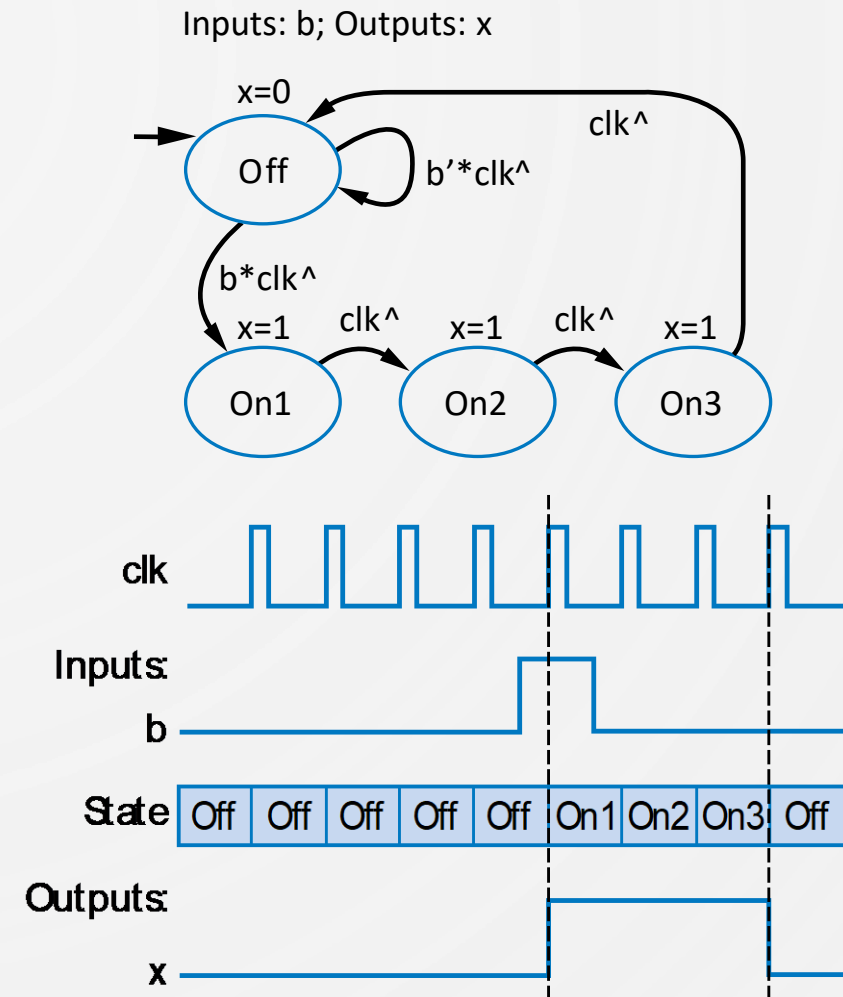 Inputs: b; Outputs: x
x=0
clk^
Off
b’*clk^
b*clk^
x=1 clk^ x=1 clk^ x=1
On1 On2 On3
clk
Inputs:
b
State Off Off Off Off Off On1 On2 On3 Off
Outputs:
x